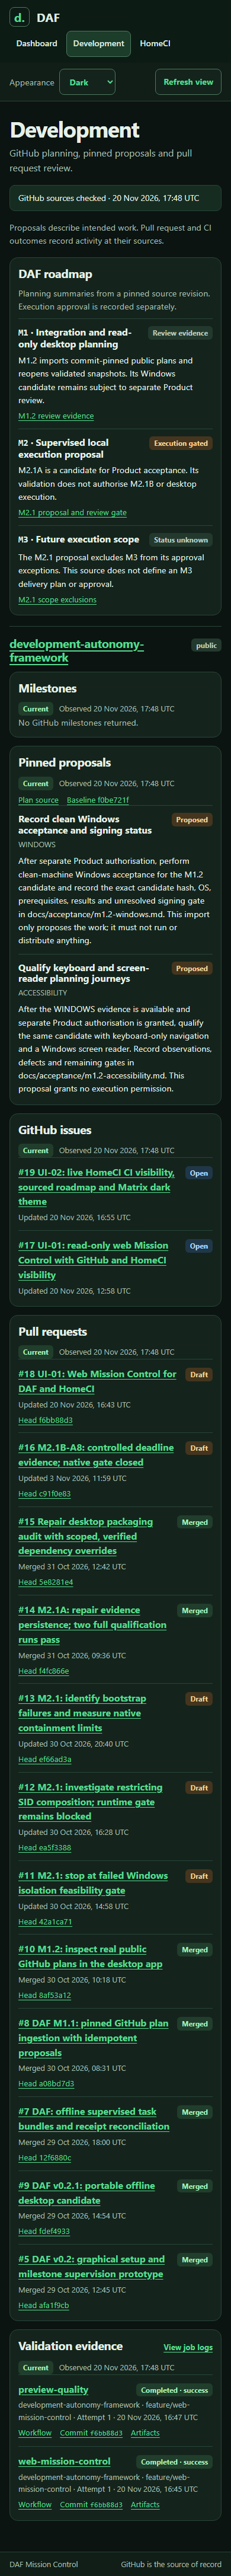 d. DAF
Dashboard Development HomeCI
Appearance Dark Refresh view
Development
GitHub planning, pinned proposals and pull
request review.
GitHub sources checked · 20 Nov 2026, 17:48 UTC
Proposals describe intended work. Pull request and CI
outcomes record activity at their sources.
DAF roadmap
Planning summaries from a pinned source revision.
Execution approval is recorded separately.
M1 · Integration and read-
only desktop planning
Review evidence
M1.2 imports commit-pinned public plans and
reopens validated snapshots. Its Windows
candidate remains subject to separate Product
review.
M1.2 review evidence
M2 · Supervised local
execution proposal
Execution gated
M2.1A is a candidate for Product acceptance. Its
validation does not authorise M2.1B or desktop
execution.
M2.1 proposal and review gate
M3 · Future execution scope
Status unknown
The M2.1 proposal excludes M3 from its approval
exceptions. This source does not define an M3
delivery plan or approval.
M2.1 scope exclusions
development-autonomy-
framework
public
Milestones
Current Observed 20 Nov 2026, 17:48 UTC
No GitHub milestones returned.
Pinned proposals
Current Observed 20 Nov 2026, 17:48 UTC
Plan source Baseline f0be721f
Record clean Windows
acceptance and signing status
Proposed
WINDOWS
After separate Product authorisation, perform
clean-machine Windows acceptance for the M1.2
candidate and record the exact candidate hash, OS,
prerequisites, results and unresolved signing gate
in docs/acceptance/m1.2-windows.md. This import
only proposes the work; it must not run or
distribute anything.
Qualify keyboard and screen-
reader planning journeys
Proposed
ACCESSIBILITY
After the WINDOWS evidence is available and
separate Product authorisation is granted, qualify
the same candidate with keyboard-only navigation
and a Windows screen reader. Record observations,
defects and remaining gates in
docs/acceptance/m1.2-accessibility.md. This
proposal grants no execution permission.
GitHub issues
Current Observed 20 Nov 2026, 17:48 UTC
#19 UI-02: live HomeCI CI visibility,
sourced roadmap and Matrix dark
theme
Open
Updated 20 Nov 2026, 16:55 UTC
#17 UI-01: read-only web Mission
Control with GitHub and HomeCI
visibility
Open
Updated 20 Nov 2026, 12:58 UTC
Pull requests
Current Observed 20 Nov 2026, 17:48 UTC
#18 UI-01: Web Mission Control for
DAF and HomeCI
Draft
Updated 20 Nov 2026, 16:43 UTC
Head f6bb88d3
#16 M2.1B-A8: controlled deadline
evidence; native gate closed
Draft
Updated 3 Nov 2026, 11:59 UTC
Head c91f0e83
#15 Repair desktop packaging
audit with scoped, verified
dependency overrides
Merged
Merged 31 Oct 2026, 12:42 UTC
Head 5e8281e4
#14 M2.1A: repair evidence
persistence; two full qualification
runs pass
Merged
Merged 31 Oct 2026, 09:36 UTC
Head f4fc866e
#13 M2.1: identify bootstrap
failures and measure native
containment limits
Draft
Updated 30 Oct 2026, 20:40 UTC
Head ef66ad3a
#12 M2.1: investigate restricting
SID composition; runtime gate
remains blocked
Draft
Updated 30 Oct 2026, 16:28 UTC
Head ea5f3388
#11 M2.1: stop at failed Windows
isolation feasibility gate
Draft
Updated 30 Oct 2026, 14:58 UTC
Head 42a1ca71
#10 M1.2: inspect real public
GitHub plans in the desktop app
Merged
Merged 30 Oct 2026, 10:18 UTC
Head 8af53a12
#8 DAF M1.1: pinned GitHub plan
ingestion with idempotent
proposals
Merged
Merged 30 Oct 2026, 08:31 UTC
Head a08bd7d3
#7 DAF: offline supervised task
bundles and receipt reconciliation
Merged
Merged 29 Oct 2026, 18:00 UTC
Head 12f6880c
#9 DAF v0.2.1: portable offline
desktop candidate
Merged
Merged 29 Oct 2026, 14:54 UTC
Head fdef4933
#5 DAF v0.2: graphical setup and
milestone supervision prototype
Merged
Merged 29 Oct 2026, 12:45 UTC
Head afa1f9cb
Validation evidence View job logs
Current Observed 20 Nov 2026, 17:48 UTC
preview-quality Completed · success
development-autonomy-framework · feature/web-
mission-control · Attempt 1 · 20 Nov 2026, 16:47 UTC
Workflow Commit f6bb88d3 Artifacts
web-mission-control Completed · success
development-autonomy-framework · feature/web-
mission-control · Attempt 1 · 20 Nov 2026, 16:45 UTC
Workflow Commit f6bb88d3 Artifacts
DAF Mission Control GitHub is the source of record